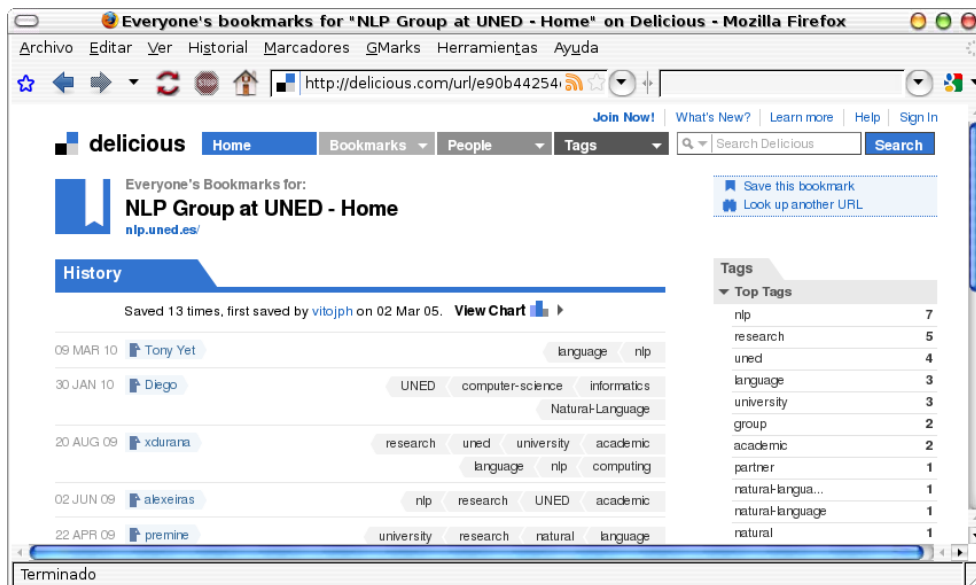 Everyone's bookmarks for "NLP Group at UNED - Home" on Delicious - Mozilla Firefox
Archivo Editar Ver Historial Marcadores GMarks Herramientas Ayuda
http://delicious.com/url/e90b44254
Join Now! What's New? Learn more Help Sign In
delicious Home Bookmarks People Tags Search Delicious Search
Everyone's Bookmarks for:
NLP Group at UNED - Home
nlp.uned.es/
Save this bookmark
Look up another URL
History
Saved 13 times, first saved by vitojph on 02 Mar 05. View Chart
09 MAR 10 Tony Yet language nlp
30 JAN 10 Diego UNED computer-science informatics
Natural-Language
20 AUG 09 xdurana research uned university academic
language nlp computing
02 JUN 09 alexeiras nlp research UNED academic
22 APR 09 premine university research natural language
Tags
Top Tags
nlp 7
research 5
uned 4
language 3
university 3
group 2
academic 2
partner 1
natural-langua... 1
natural-language 1
natural 1
Terminado